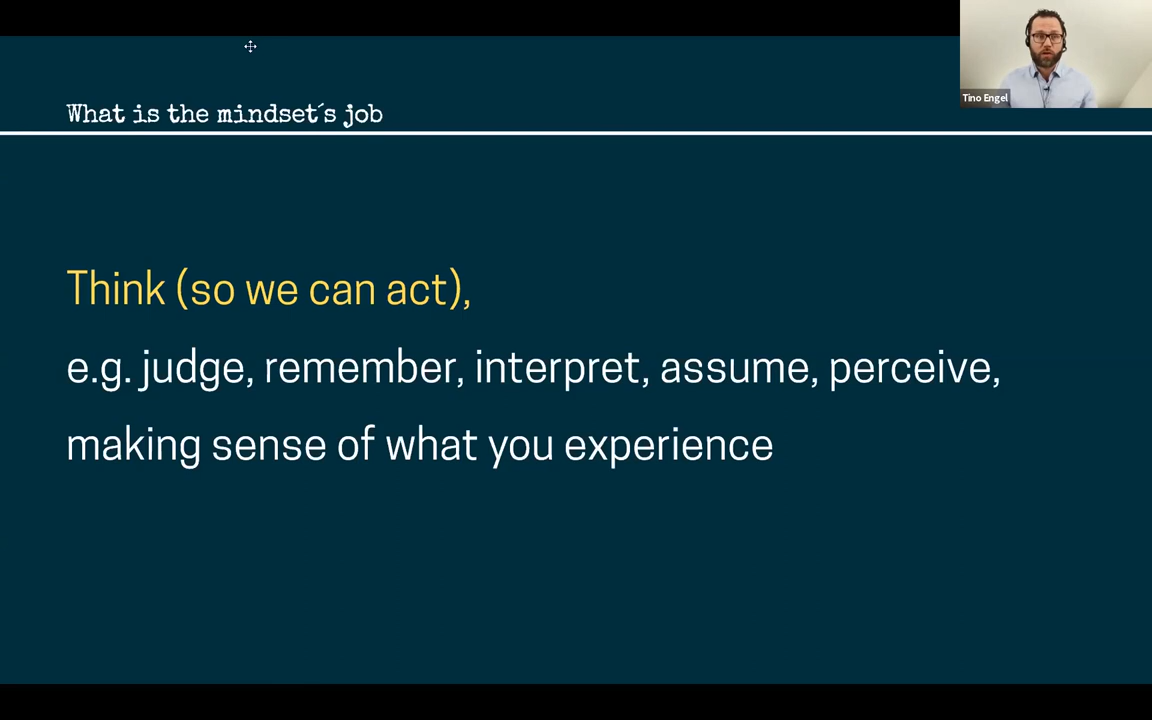 What is the mindset´s job
Tino Engel
Think (so we can act),
e.g. judge, remember, interpret, assume, perceive,
making sense of what you experience